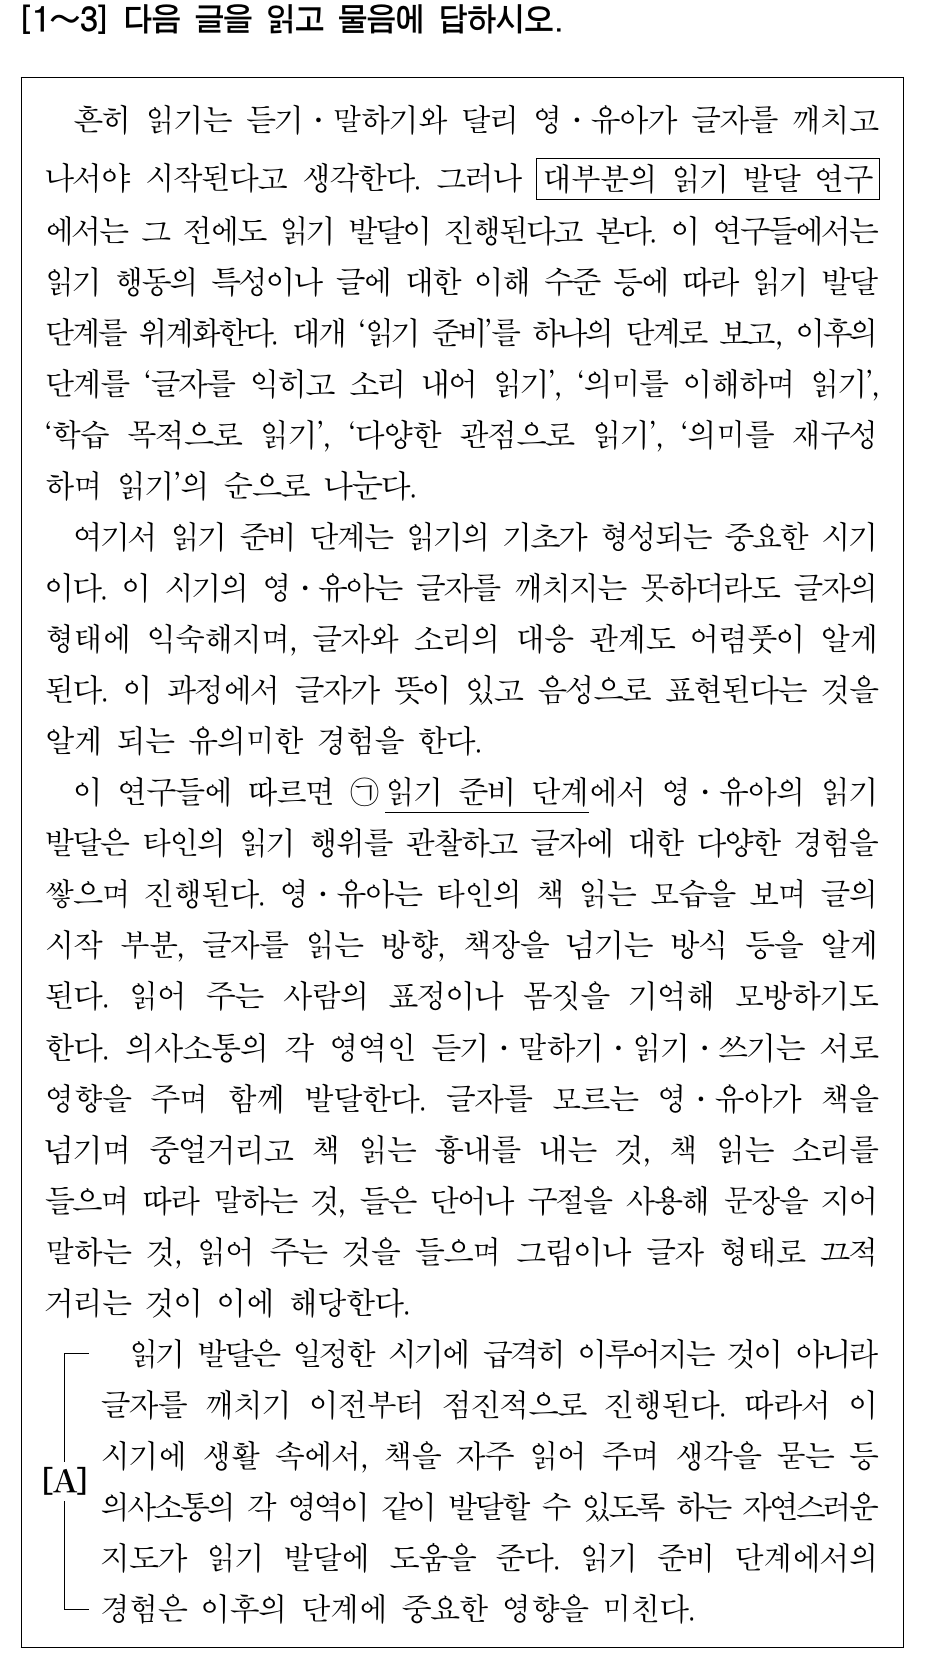 [1～3] 다음 글을 읽고 물음에 답하시오.
흔히 읽기는 듣기・말하기와 달리 영・유아가 글자를 깨치고
나서야 시작된다고 생각한다. 그러나 대부분의 읽기 발달 연구
에서는 그 전에도 읽기 발달이 진행된다고 본다. 이 연구들에서는
읽기 행동의 특성이나 글에 대한 이해 수준 등에 따라 읽기 발달
단계를 위계화한다. 대개 ‘읽기 준비’를 하나의 단계로 보고, 이후의
단계를 ‘글자를 익히고 소리 내어 읽기’, ‘의미를 이해하며 읽기’,
‘학습 목적으로 읽기’, ‘다양한 관점으로 읽기’, ‘의미를 재구성
하며 읽기’의 순으로 나눈다.
여기서 읽기 준비 단계는 읽기의 기초가 형성되는 중요한 시기
이다. 이 시기의 영・유아는 글자를 깨치지는 못하더라도 글자의
형태에 익숙해지며, 글자와 소리의 대응 관계도 어렴풋이 알게
된다. 이 과정에서 글자가 뜻이 있고 음성으로 표현된다는 것을
알게 되는 유의미한 경험을 한다.
이 연구들에 따르면 ㉠읽기 준비 단계에서 영・유아의 읽기
발달은 타인의 읽기 행위를 관찰하고 글자에 대한 다양한 경험을
쌓으며 진행된다. 영・유아는 타인의 책 읽는 모습을 보며 글의
시작 부분, 글자를 읽는 방향, 책장을 넘기는 방식 등을 알게
된다. 읽어 주는 사람의 표정이나 몸짓을 기억해 모방하기도
한다. 의사소통의 각 영역인 듣기・말하기・읽기・쓰기는 서로
영향을 주며 함께 발달한다. 글자를 모르는 영・유아가 책을
넘기며 중얼거리고 책 읽는 흉내를 내는 것, 책 읽는 소리를
들으며 따라 말하는 것, 들은 단어나 구절을 사용해 문장을 지어
말하는 것, 읽어 주는 것을 들으며 그림이나 글자 형태로 끄적
거리는 것이 이에 해당한다.
읽기 발달은 일정한 시기에 급격히 이루어지는 것이 아니라
글자를 깨치기 이전부터 점진적으로 진행된다. 따라서 이
시기에 생활 속에서, 책을 자주 읽어 주며 생각을 묻는 등
[A]
의사소통의 각 영역이 같이 발달할 수 있도록 하는 자연스러운
지도가 읽기 발달에 도움을 준다. 읽기 준비 단계에서의
경험은 이후의 단계에 중요한 영향을 미친다.